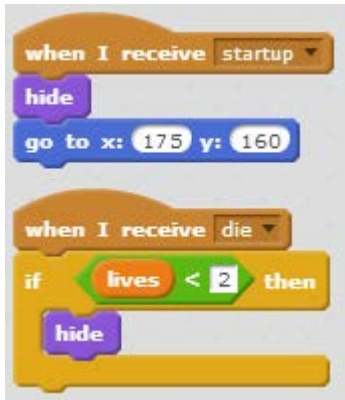 when I receive startup
hide
go to x: 175 y: 160
when I receive die
if lives < 2 then
hide